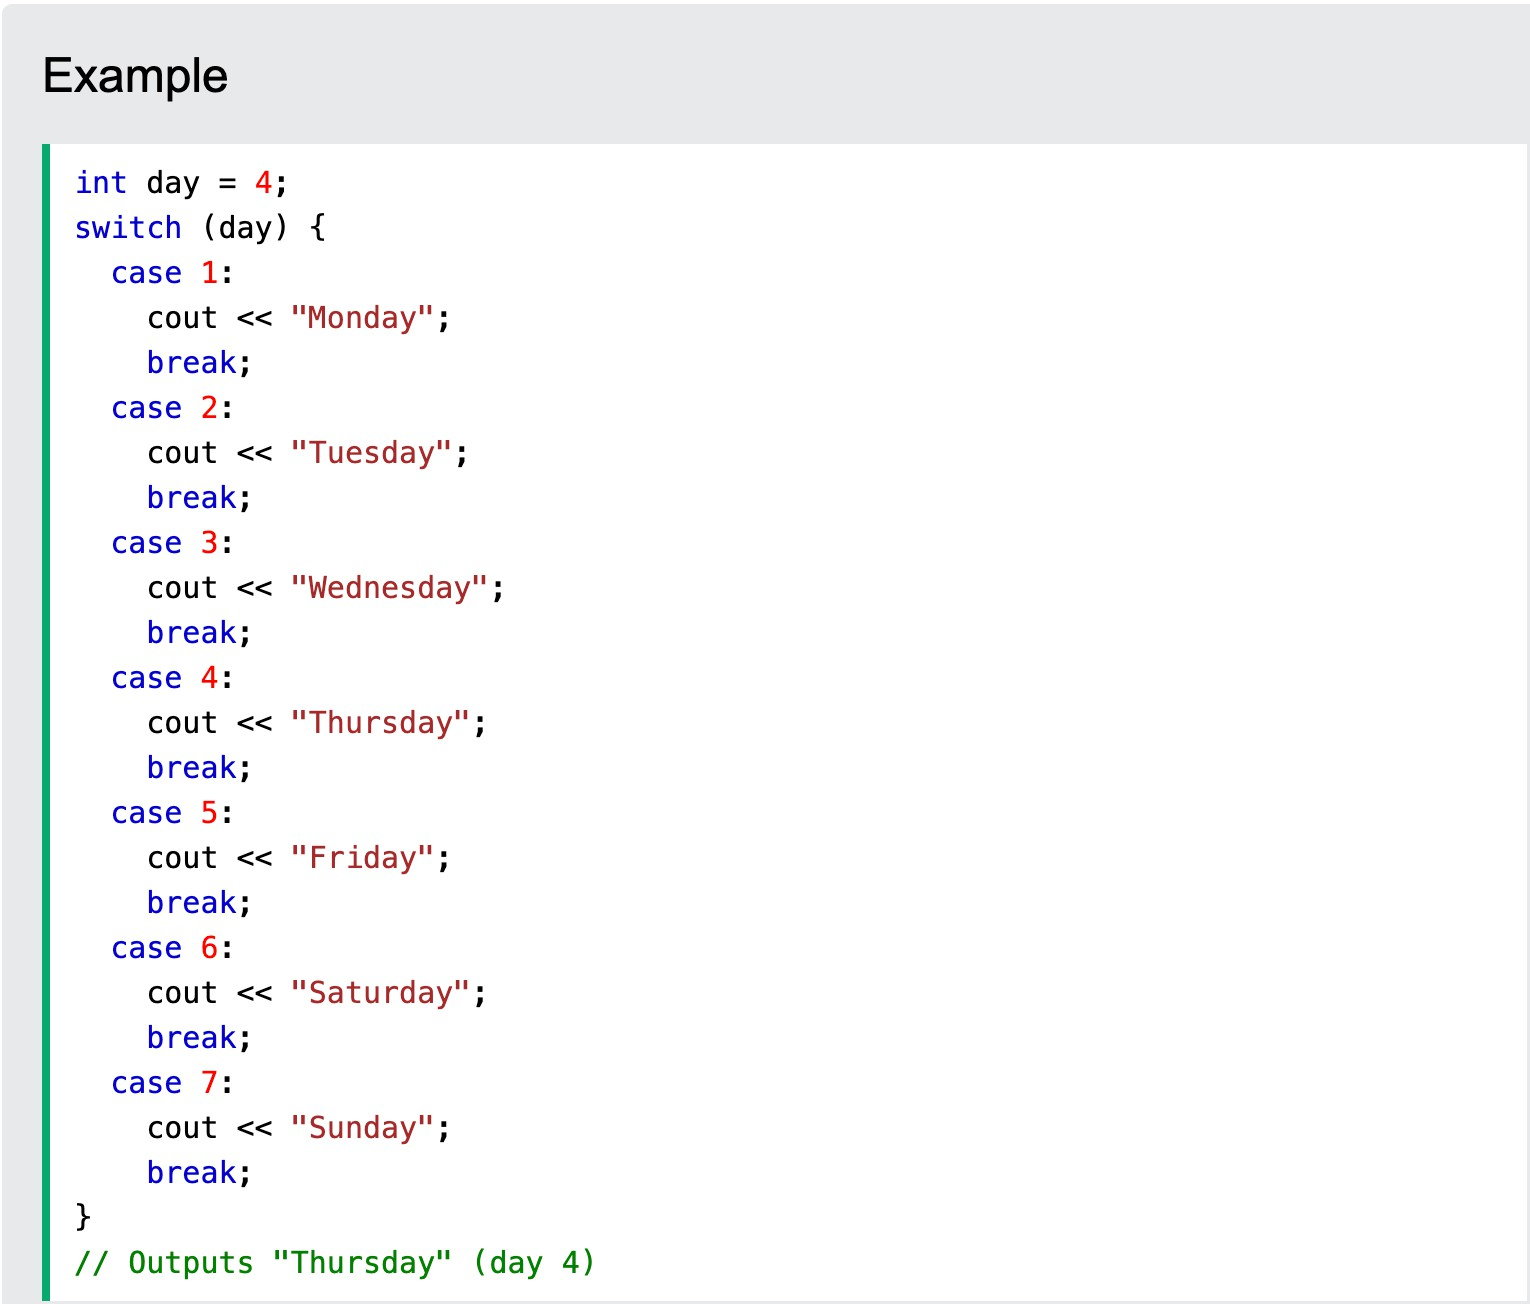 Example
int day = 4;
switch (day) {
  case 1:
    cout << "Monday";
    break;
  case 2:
    cout << "Tuesday";
    break;
  case 3:
    cout << "Wednesday";
    break;
  case 4:
    cout << "Thursday";
    break;
  case 5:
    cout << "Friday";
    break;
  case 6:
    cout << "Saturday";
    break;
  case 7:
    cout << "Sunday";
    break;
}
// Outputs "Thursday" (day 4)